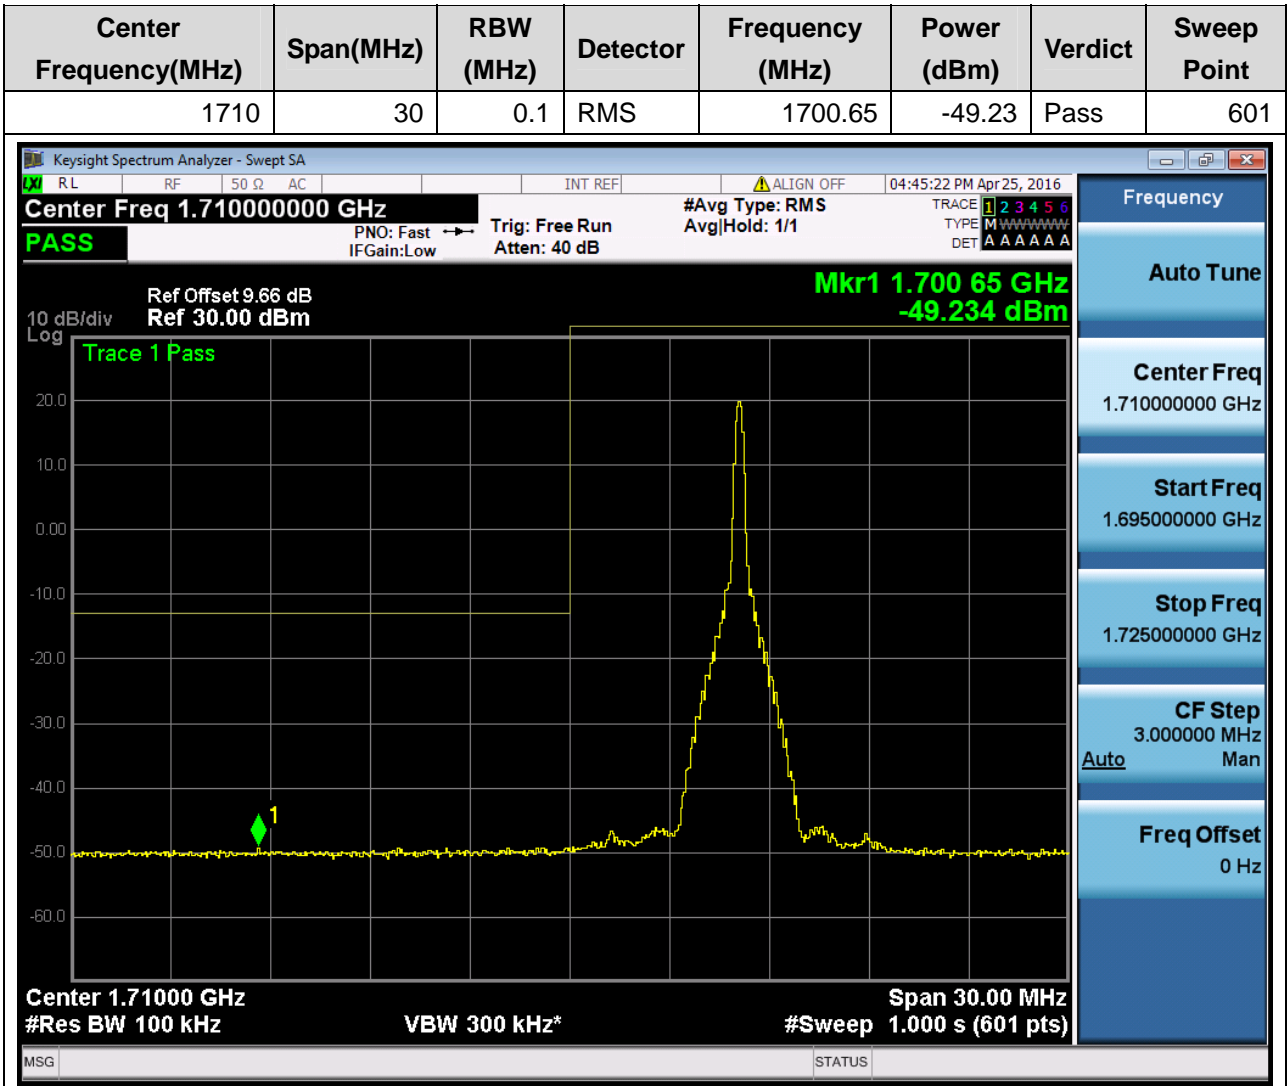 Center Frequency(MHz) Span(MHz) RBW (MHz) Detector Frequency (MHz) Power (dBm) Verdict Sweep Point
1710 30 0.1 RMS 1700.65 -49.23 Pass 601
Keysight Spectrum Analyzer - Swept SA
LXI RL RF 50 Ω AC INT REF ALIGN OFF 04:45:22 PM Apr 25, 2016
Center Freq 1.710000000 GHz
PASS
PNO: Fast
IFGain:Low
Trig: Free Run
Atten: 40 dB
#Avg Type: RMS
Avg|Hold: 1/1
TRACE 1 2 3 4 5 6
TYPE M W W W W W
DET A A A A A A
Mkr1 1.700 65 GHz
-49.234 dBm
Ref Offset 9.66 dB
10 dB/div Ref 30.00 dBm
Log
Trace 1 Pass
20.0
10.0
0.00
-10.0
-20.0
-30.0
-40.0
1
-50.0
-60.0
Center 1.71000 GHz Span 30.00 MHz
#Res BW 100 kHz VBW 300 kHz* #Sweep 1.000 s (601 pts)
MSG STATUS
Frequency
Auto Tune
Center Freq
1.710000000 GHz
Start Freq
1.695000000 GHz
Stop Freq
1.725000000 GHz
CF Step
3.000000 MHz
Auto Man
Freq Offset
0 Hz